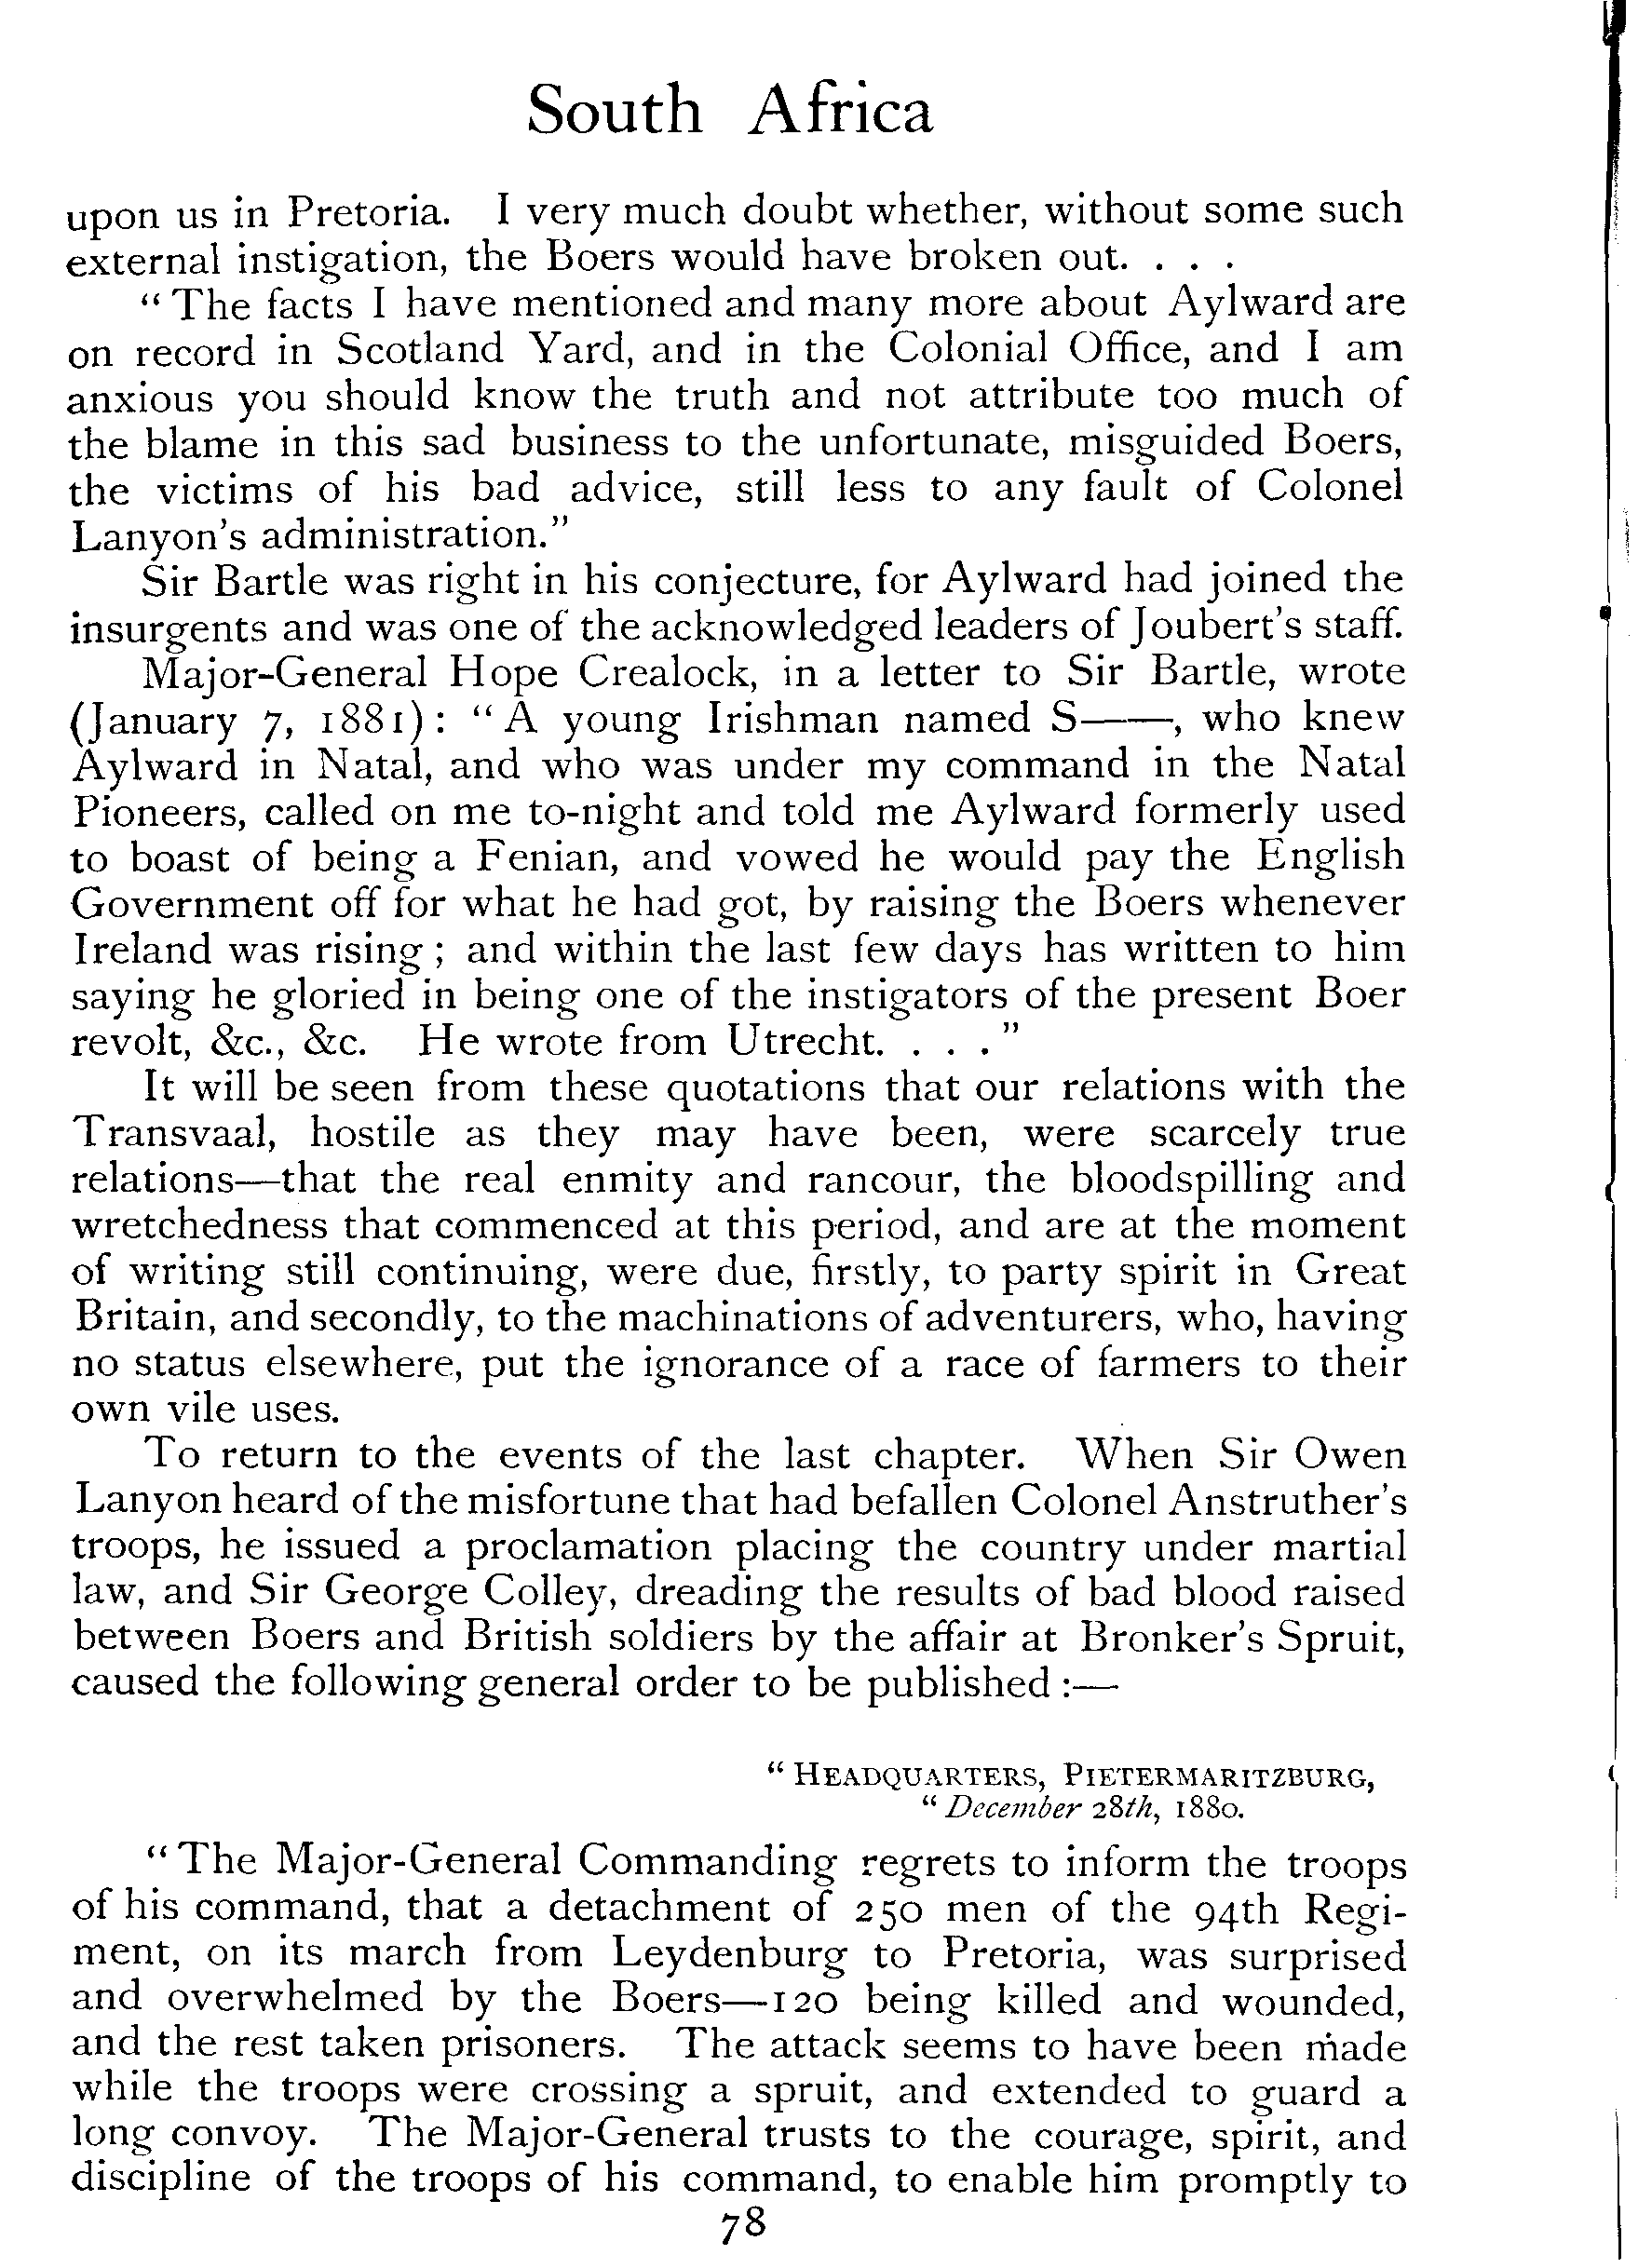 South Africa
upon us in Pretoria. I very much doubt whether, without some such
external instigation, the Boers would have broken out. . . .
“ The facts I have mentioned and many more about Aylward are
on record in Scotland Yard, and in the Colonial Office, and I am
anxious you should know the truth and not attribute too much of
the blame in this sad business to the unfortunate, misguided Boers,
the victims of his bad advice, still less to any fault of Colonel
Lanyon's administration.”
Sir Bartle was right in his conjecture, for Aylward had joined the
insurgents and was one of the acknowledged leaders of Joubert's staff.
Major-General Hope Crealock, in a letter to Sir Bartle, wrote
(January 7, 1881): “ A young Irishman named S——, who knew
Aylward in Natal, and who was under my command in the Natal
Pioneers, called on me to-night and told me Aylward formerly used
to boast of being a Fenian, and vowed he would pay the English
Government off for what he had got, by raising the Boers whenever
Ireland was rising ; and within the last few days has written to him
saying he gloried in being one of the instigators of the present Boer
revolt, &c., &c. He wrote from Utrecht. . . .”
It will be seen from these quotations that our relations with the
Transvaal, hostile as they may have been, were scarcely true
relations—that the real enmity and rancour, the bloodspilling and
wretchedness that commenced at this period, and are at the moment
of writing still continuing, were due, firstly, to party spirit in Great
Britain, and secondly, to the machinations of adventurers, who, having
no status elsewhere, put the ignorance of a race of farmers to their
own vile uses.
To return to the events of the last chapter. When Sir Owen
Lanyon heard of the misfortune that had befallen Colonel Anstruther's
troops, he issued a proclamation placing the country under martial
law, and Sir George Colley, dreading the results of bad blood raised
between Boers and British soldiers by the affair at Bronker's Spruit,
caused the following general order to be published :—
“ HEADQUARTERS, PIETERMARITZBURG,
“ December 28th, 1880.
“ The Major-General Commanding regrets to inform the troops
of his command, that a detachment of 250 men of the 94th Regi-
ment, on its march from Leydenburg to Pretoria, was surprised
and overwhelmed by the Boers—120 being killed and wounded,
and the rest taken prisoners. The attack seems to have been made
while the troops were crossing a spruit, and extended to guard a
long convoy. The Major-General trusts to the courage, spirit, and
discipline of the troops of his command, to enable him promptly to
78